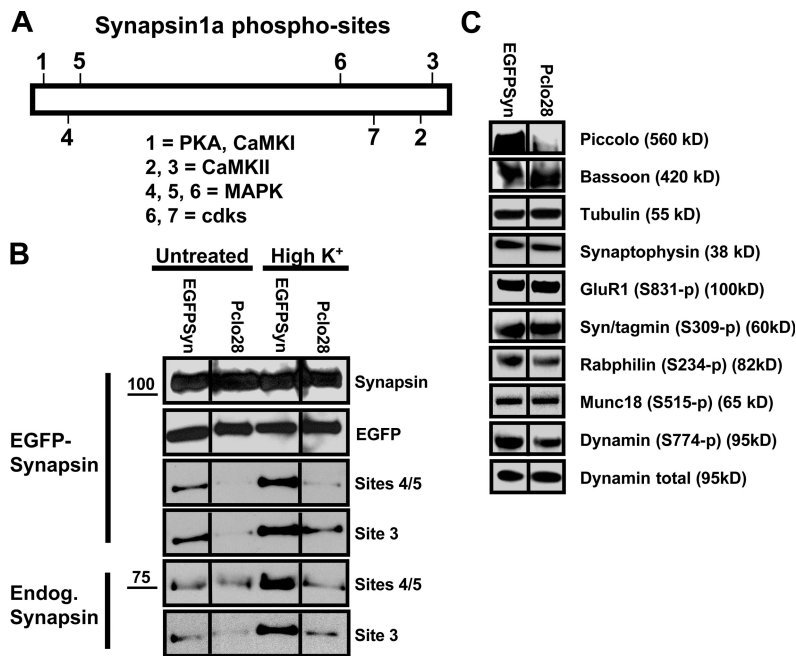 A
Synapsin1a phospho-sites
1 5 6 3
4 7 2
1 = PKA, CaMKI
2, 3 = CaMKII
4, 5, 6 = MAPK
6, 7 = cdks
B
Untreated High K+
EGFPSyn Pclo28 EGFPSyn Pclo28
EGFP-
Synapsin
100
Synapsin
EGFP
Sites 4/5
Site 3
Endog.
Synapsin
75
Sites 4/5
Site 3
C
EGFPSyn Pclo28
Piccolo (560 kD)
Bassoon (420 kD)
Tubulin (55 kD)
Synaptophysin (38 kD)
GluR1 (S831-p) (100kD)
Syn/tagmin (S309-p) (60kD)
Rabphilin (S234-p) (82kD)
Munc18 (S515-p) (65 kD)
Dynamin (S774-p) (95kD)
Dynamin total (95kD)